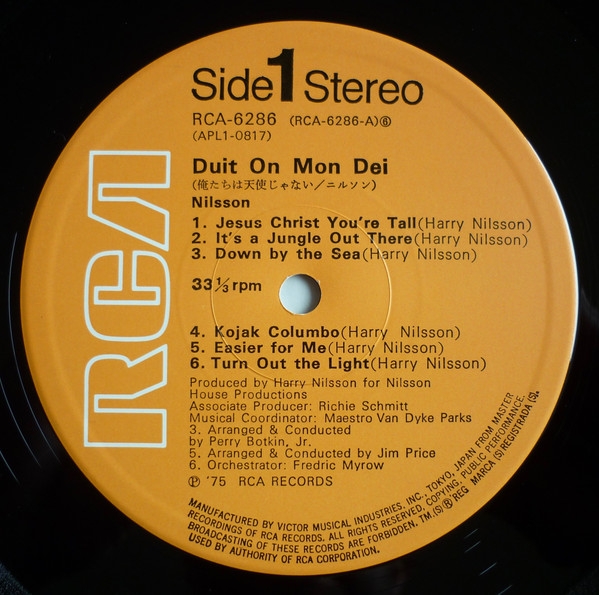 Side 1 Stereo
RCA-6286 (RCA-6286-A)⑥
(APL1-0817)
Duit On Mon Dei
(俺たちは天使じゃない/ニルソン)
Nilsson
1. Jesus Christ You're Tall(Harry Nilsson)
2. It's a Jungle Out There(Harry Nilsson)
3. Down by the Sea(Harry Nilsson)
33 1/3 rpm
4. Kojak Columbo(Harry Nilsson)
5. Easier for Me(Harry Nilsson)
6. Turn Out the Light(Harry Nilsson)
Produced by Harry Nilsson for Nilsson
House Productions
Associate Producer: Richie Schmitt
Musical Coordinator: Maestro Van Dyke Parks
3. Arranged & Conducted
by Perry Botkin, Jr.
5. Arranged & Conducted by Jim Price
6. Orchestrator: Fredric Myrow
Ⓟ '75 RCA RECORDS
RCA
MANUFACTURED BY VICTOR MUSICAL INDUSTRIES, INC., TOKYO, JAPAN FROM MASTER
RECORDINGS OF RCA RECORDS. ALL RIGHTS RESERVED, COPYING, PUBLIC PERFORMANCE,
BROADCASTING OF THESE RECORDS ARE FORBIDDEN. TM,(S)® REG MARCA (S) REGISTRADA (S).
USED BY AUTHORITY OF RCA CORPORATION.